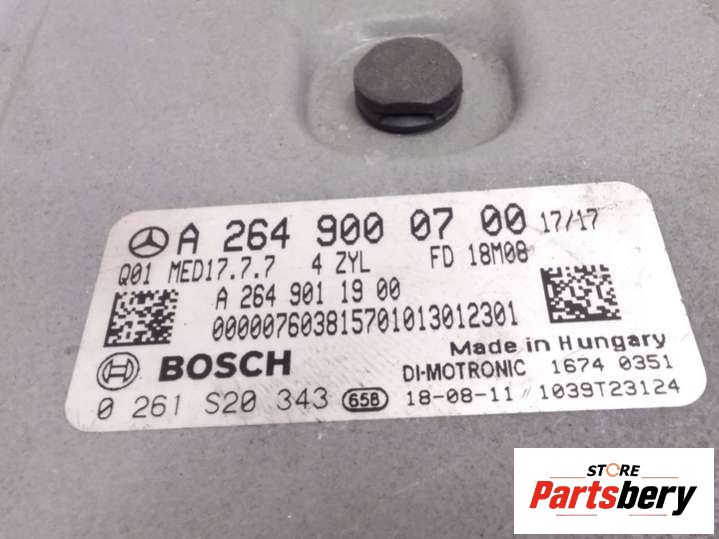 A 264 900 07 00 17/17
Q01 MED17.7.7 4 ZYL FD 18M08
A 264 901 19 00
000007603815701013012301
Made in Hungary
BOSCH DI-MOTRONIC 1674 0351
0 261 S20 343 658 18-08-11 // 1039T23124
STORE
Partsbery